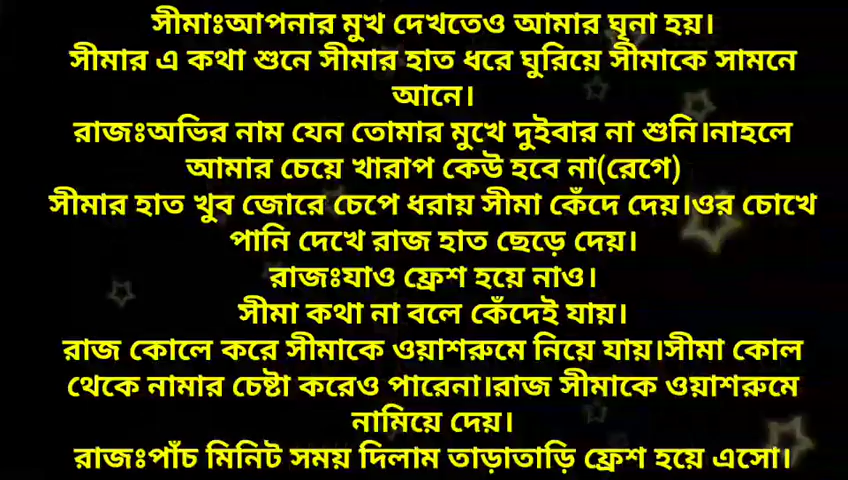 সীমাঃআপনার মুখ দেখতেও আমার ঘৃনা হয়।
সীমার এ কথা শুনে সীমার হাত ধরে ঘুরিয়ে সীমাকে সামনে
আনে।
রাজঃঅভির নাম যেন তোমার মুখে দুইবার না শুনি।নাহলে
আমার চেয়ে খারাপ কেউ হবে না(রেগে)
সীমার হাত খুব জোরে চেপে ধরায় সীমা কেঁদে দেয়।ওর চোখে
পানি দেখে রাজ হাত ছেড়ে দেয়।
রাজঃযাও ফ্রেশ হয়ে নাও।
সীমা কথা না বলে কেঁদেই যায়।
রাজ কোলে করে সীমাকে ওয়াশরুমে নিয়ে যায়।সীমা কোল
থেকে নামার চেষ্টা করেও পারেনা।রাজ সীমাকে ওয়াশরুমে
নামিয়ে দেয়।
রাজঃপাঁচ মিনিট সময় দিলাম তাড়াতাড়ি ফ্রেশ হয়ে এসো।